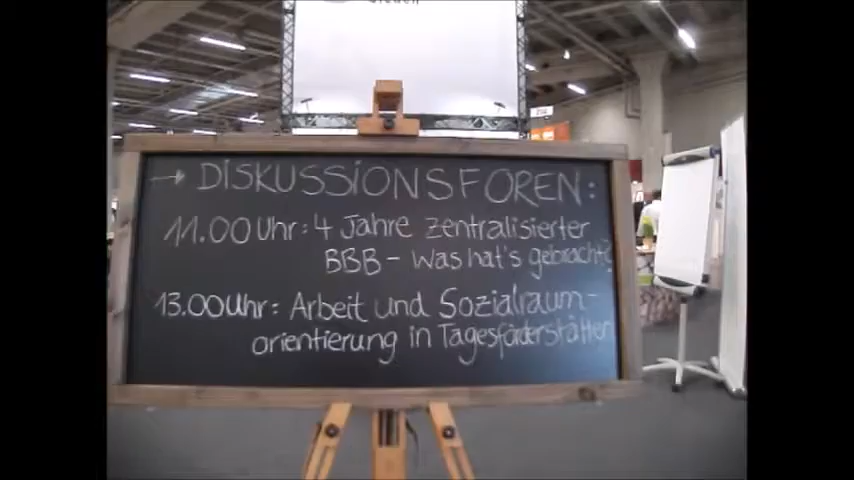 → DISKUSSIONSFOREN:
11.00 Uhr: 4 Jahre zentralisierter
BBB - was hat's gebracht?
13.00 Uhr: Arbeit und Sozialraum-
orientierung in Tagesförderstätten